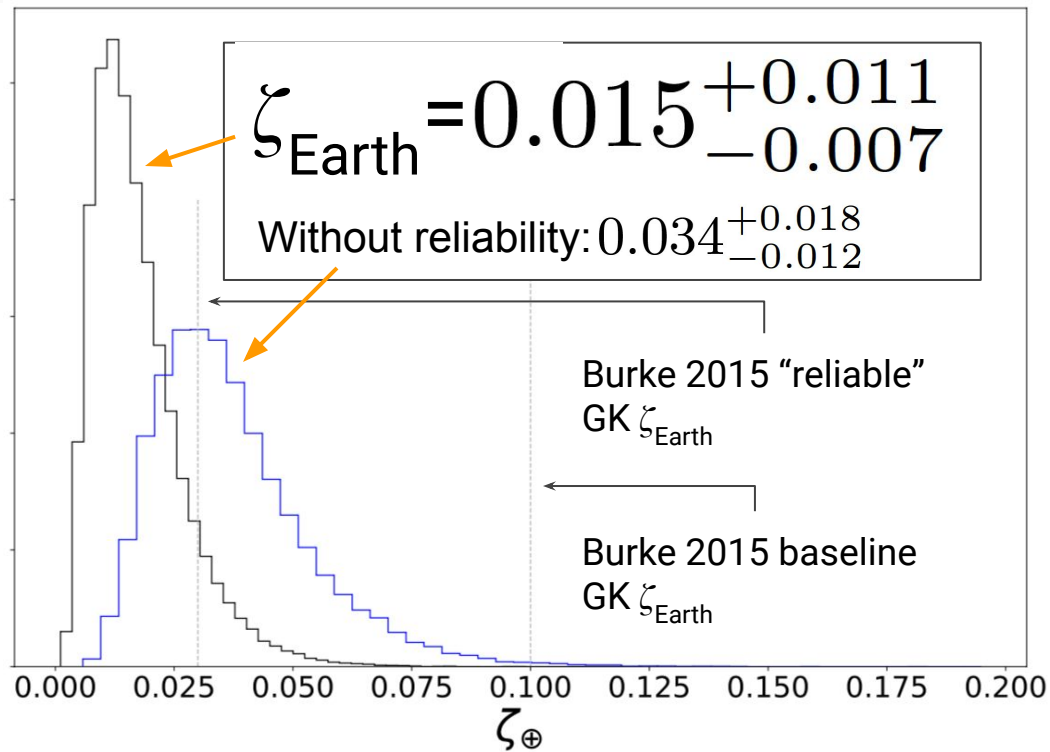 ζEarth=0.015+0.011−0.007
Without reliability: 0.034+0.018−0.012
Burke 2015 “reliable”
GK ζEarth
Burke 2015 baseline
GK ζEarth
0.000 0.025 0.050 0.075 0.100 0.125 0.150 0.175 0.200
ζ⊕